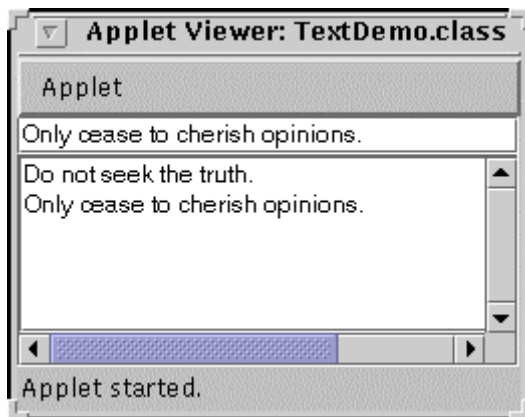 Applet Viewer: TextDemo.class
Applet
Only cease to cherish opinions.
Do not seek the truth.
Only cease to cherish opinions.
Applet started.